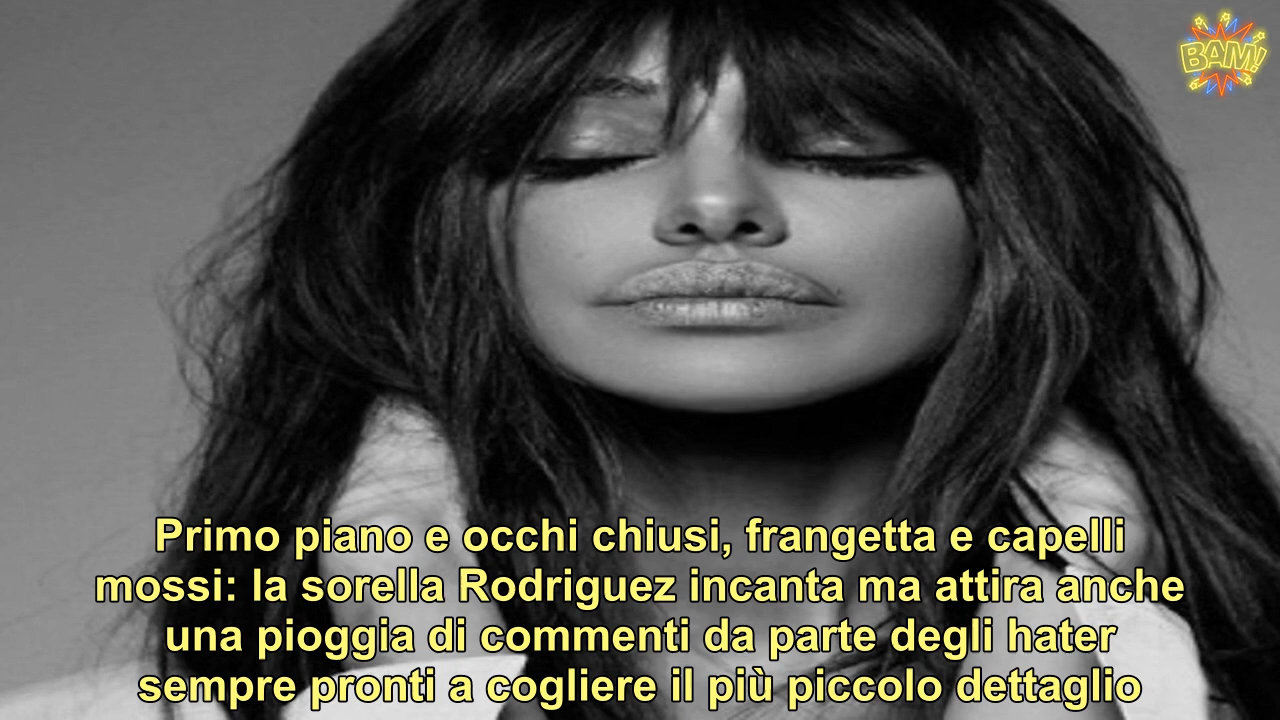 BAM!
Primo piano e occhi chiusi, frangetta e capelli
mossi: la sorella Rodriguez incanta ma attira anche
una pioggia di commenti da parte degli hater
sempre pronti a cogliere il più piccolo dettaglio